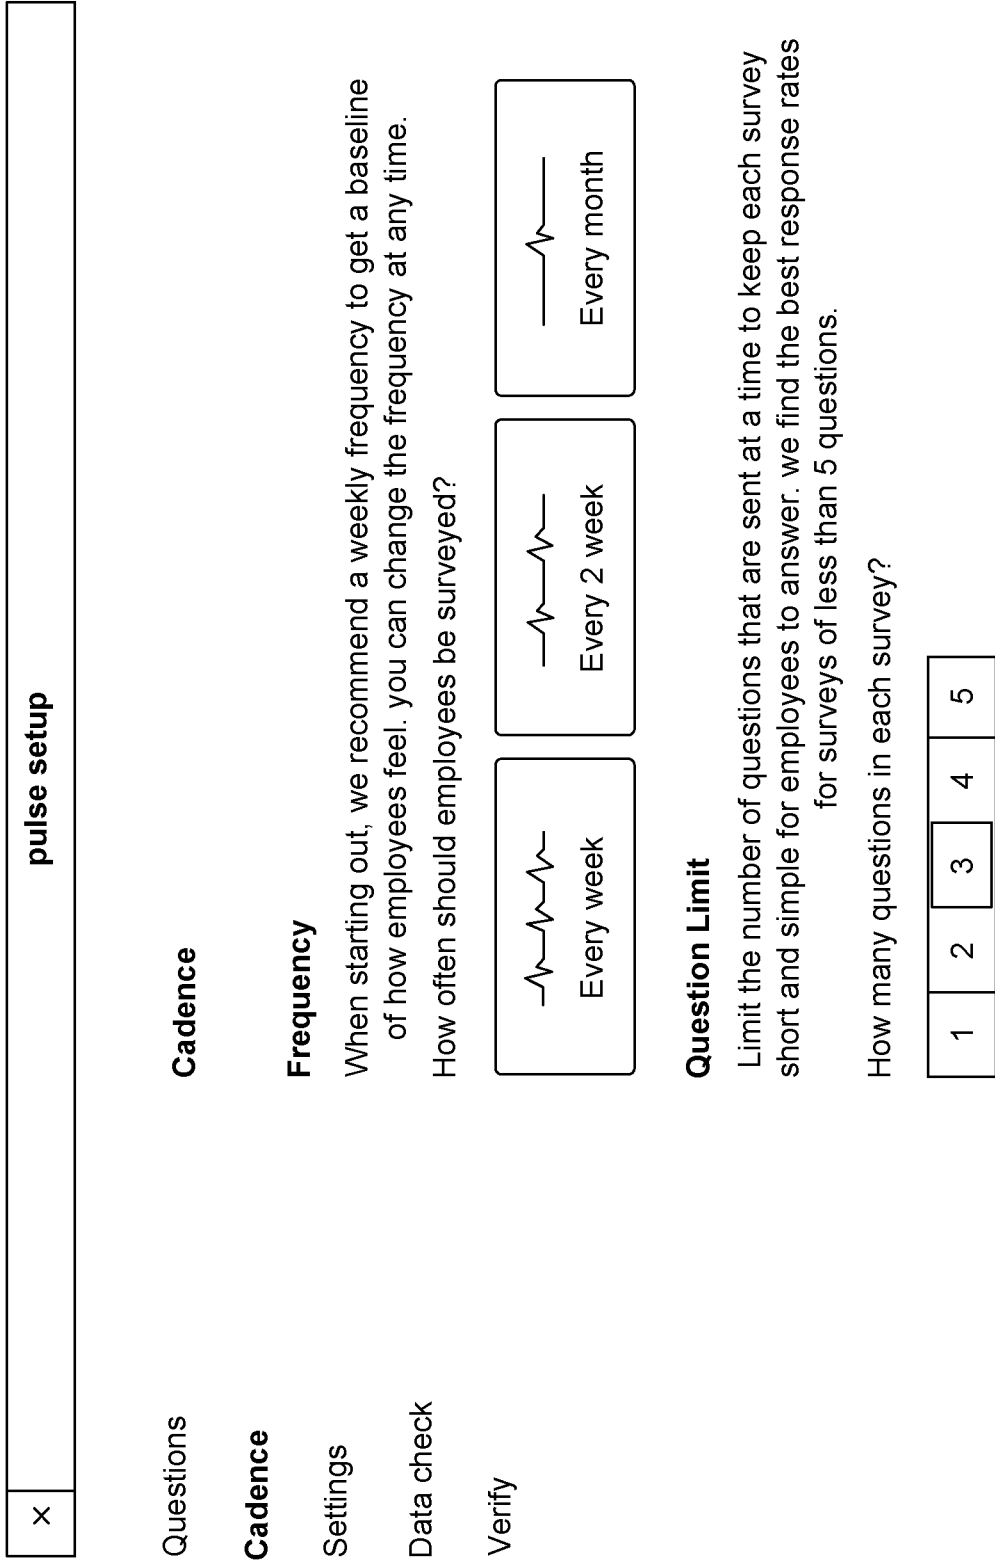 ×
pulse setup
Questions
Cadence
Settings
Data check
Verify
Cadence
Frequency
When starting out, we recommend a weekly frequency to get a baseline
of how employees feel. you can change the frequency at any time.
How often should employees be surveyed?
Every week
Every 2 week
Every month
Question Limit
Limit the number of questions that are sent at a time to keep each survey
short and simple for employees to answer. we find the best response rates
for surveys of less than 5 questions.
How many questions in each survey?
1 2 3 4 5